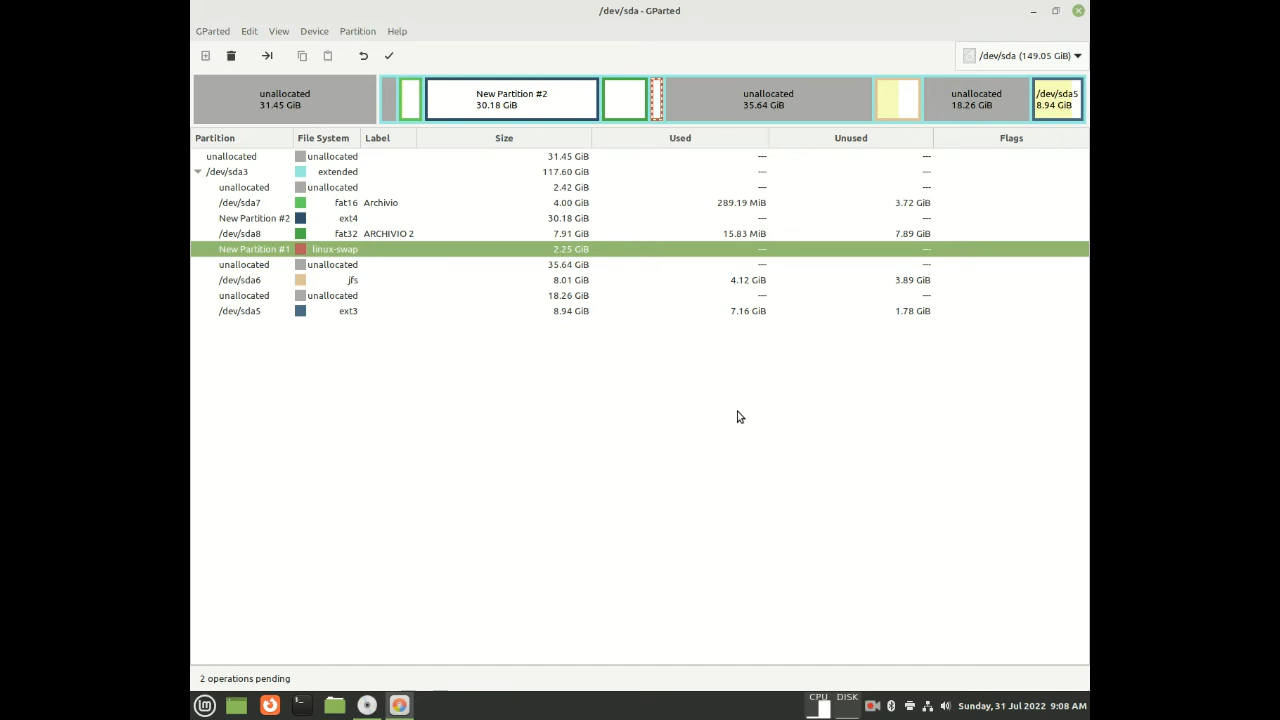 /dev/sda - GParted
GParted Edit View Device Partition Help
/dev/sda (149.05 GiB)
unallocated
31.45 GiB
New Partition #2
30.18 GiB
unallocated
35.64 GiB
unallocated
18.26 GiB
/dev/sda5
8.94 GiB
Partition File System Label Size Used Unused Flags
unallocated unallocated 31.45 GiB --- ---
/dev/sda3 extended 117.60 GiB --- ---
unallocated unallocated 2.42 GiB --- ---
/dev/sda7 fat16 Archivio 4.00 GiB 289.19 MiB 3.72 GiB
New Partition #2 ext4 30.18 GiB --- ---
/dev/sda8 fat32 ARCHIVIO 2 7.91 GiB 15.83 MiB 7.89 GiB
New Partition #1 linux-swap 2.25 GiB --- ---
unallocated unallocated 35.64 GiB --- ---
/dev/sda6 jfs 8.01 GiB 4.12 GiB 3.89 GiB
unallocated unallocated 18.26 GiB --- ---
/dev/sda5 ext3 8.94 GiB 7.16 GiB 1.78 GiB
2 operations pending
CPU DISK
Sunday, 31 Jul 2022 9:08 AM